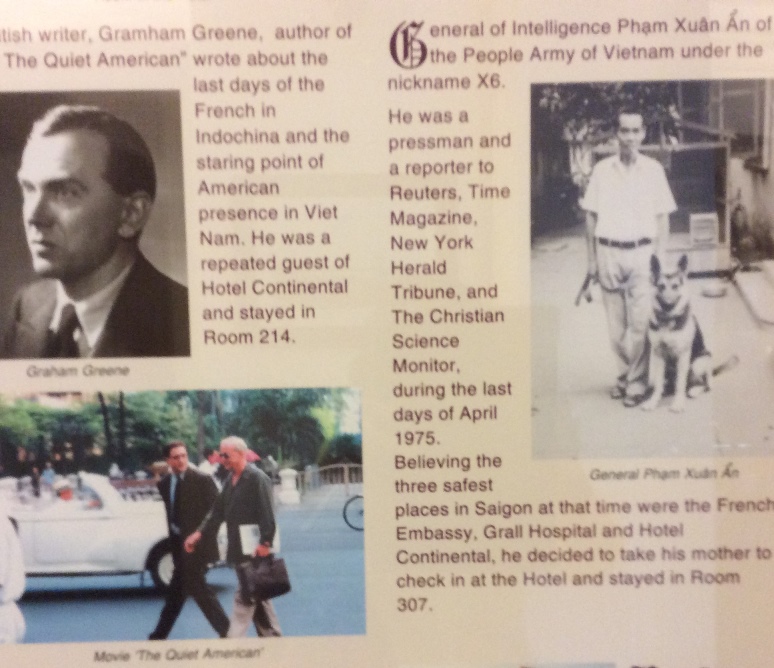 tish writer, Gramham Greene, author of
The Quiet American" wrote about the
last days of the
French in
Indochina and the
staring point of
American
presence in Viet
Nam. He was a
repeated guest of
Hotel Continental
and stayed in
Room 214.
Graham Greene
Movie 'The Quiet American'
General of Intelligence Phạm Xuân Ẩn of
the People Army of Vietnam under the
nickname X6.
He was a
pressman and
a reporter to
Reuters, Time
Magazine,
New York
Herald
Tribune, and
The Christian
Science
Monitor,
during the last
days of April
1975.
Believing the
three safest
places in Saigon at that time were the French
Embassy, Grall Hospital and Hotel
Continental, he decided to take his mother to
check in at the Hotel and stayed in Room
307.
General Phạm Xuân Ẩn